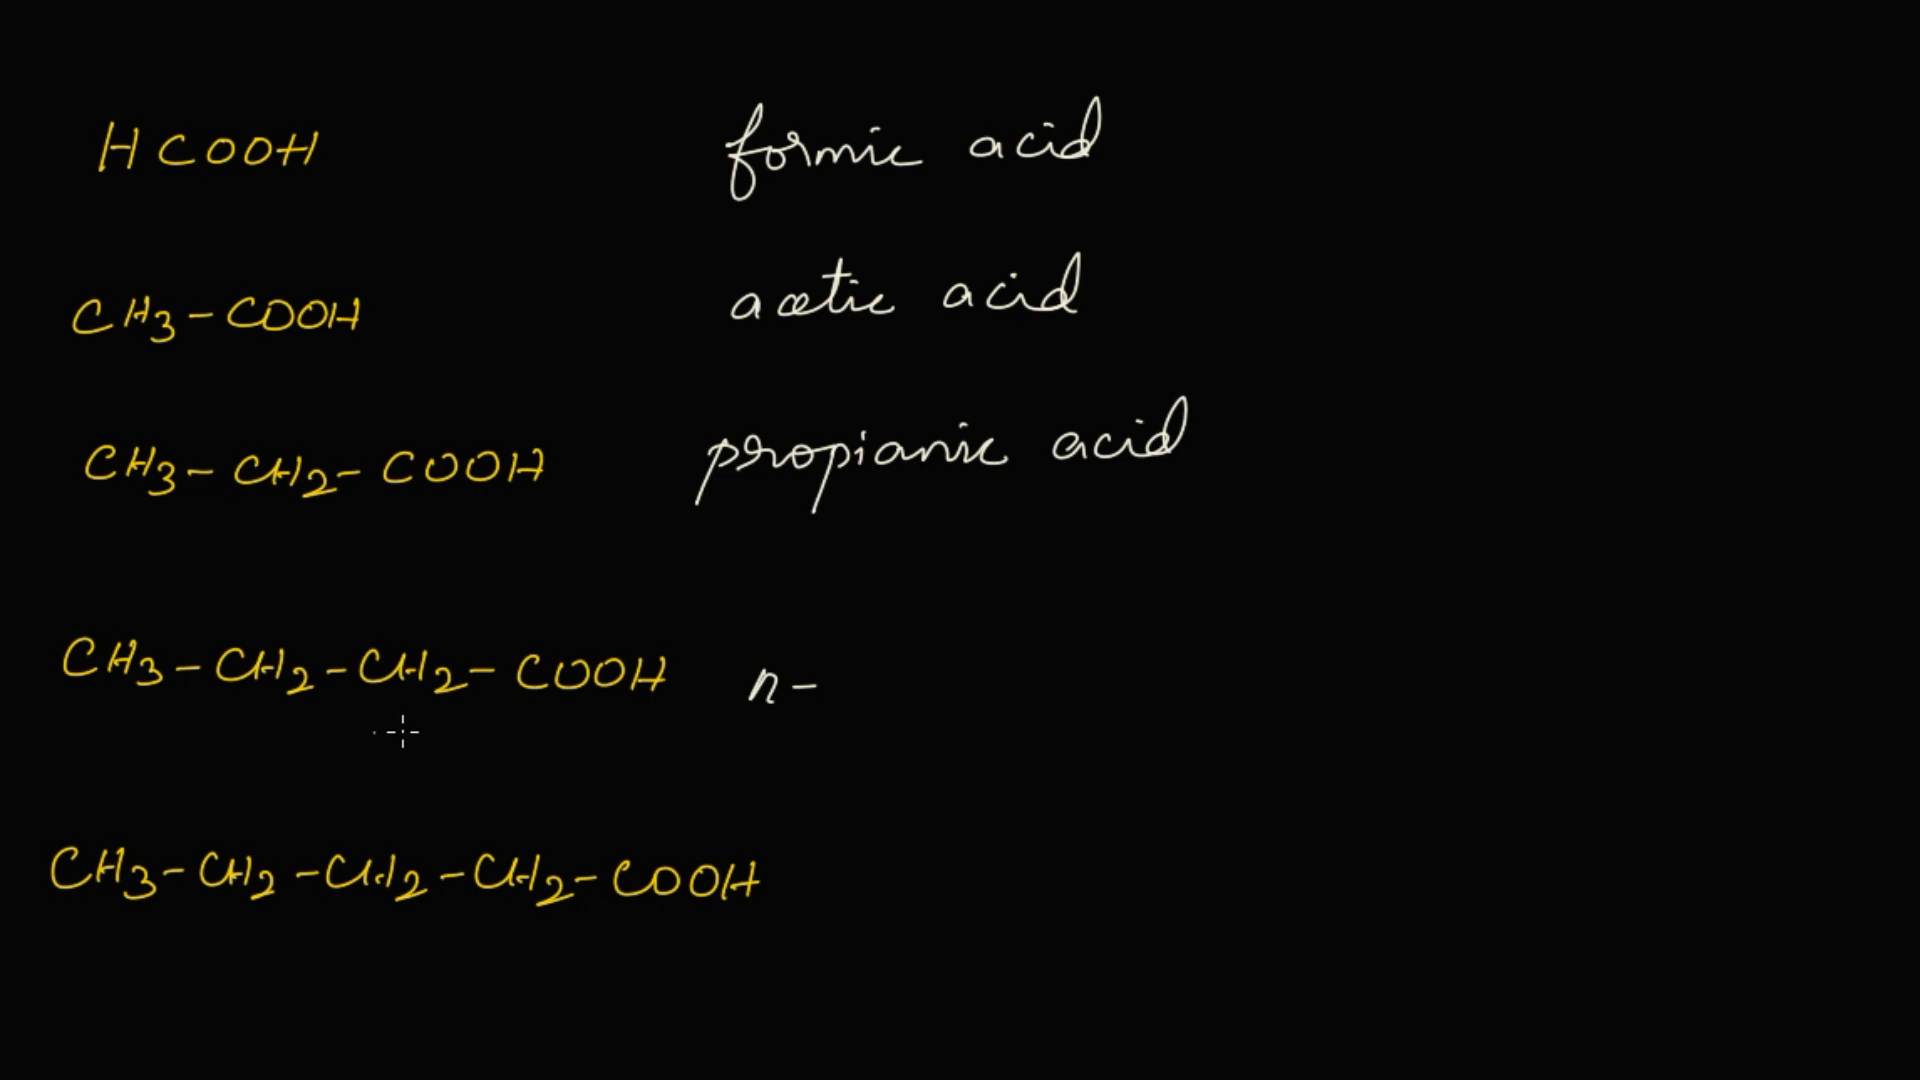 HCOOH formic acid
CH3-COOH acetic acid
CH3-CH2-COOH propianic acid
CH3-CH2-CH2-COOH n-
CH3-CH2-CH2-CH2-COOH